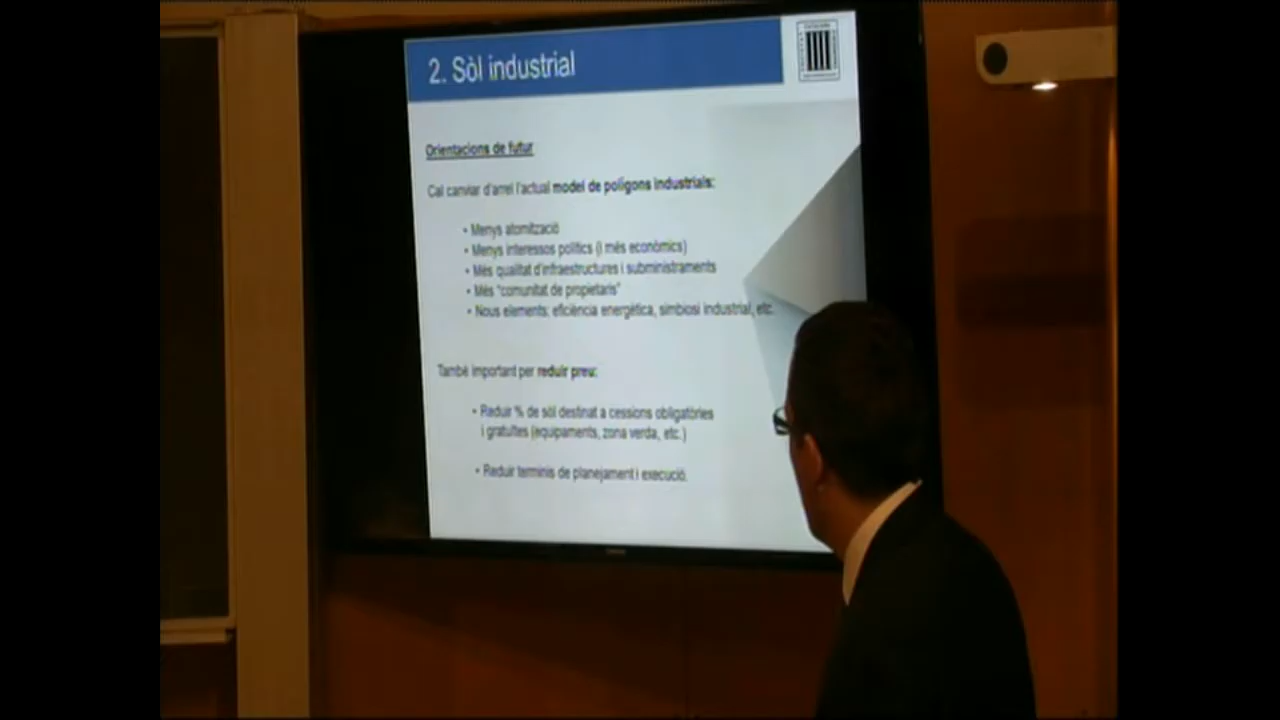 2. Sòl industrial
Orientacions de futur
Cal canviar d'arrel l'actual model de polígons industrials:
• Menys atomització
• Menys interessos polítics (i més econòmics)
• Més qualitat d'infraestructures i subministraments
• Més "comunitat de propietaris"
• Nous elements: eficiència energètica, simbiosi industrial, etc.
També important per reduir preu:
• Reduir % de sòl destinat a cessions obligatòries
i gratuïtes (equipaments, zona verda, etc.)
• Reduir terminis de planejament i execució.